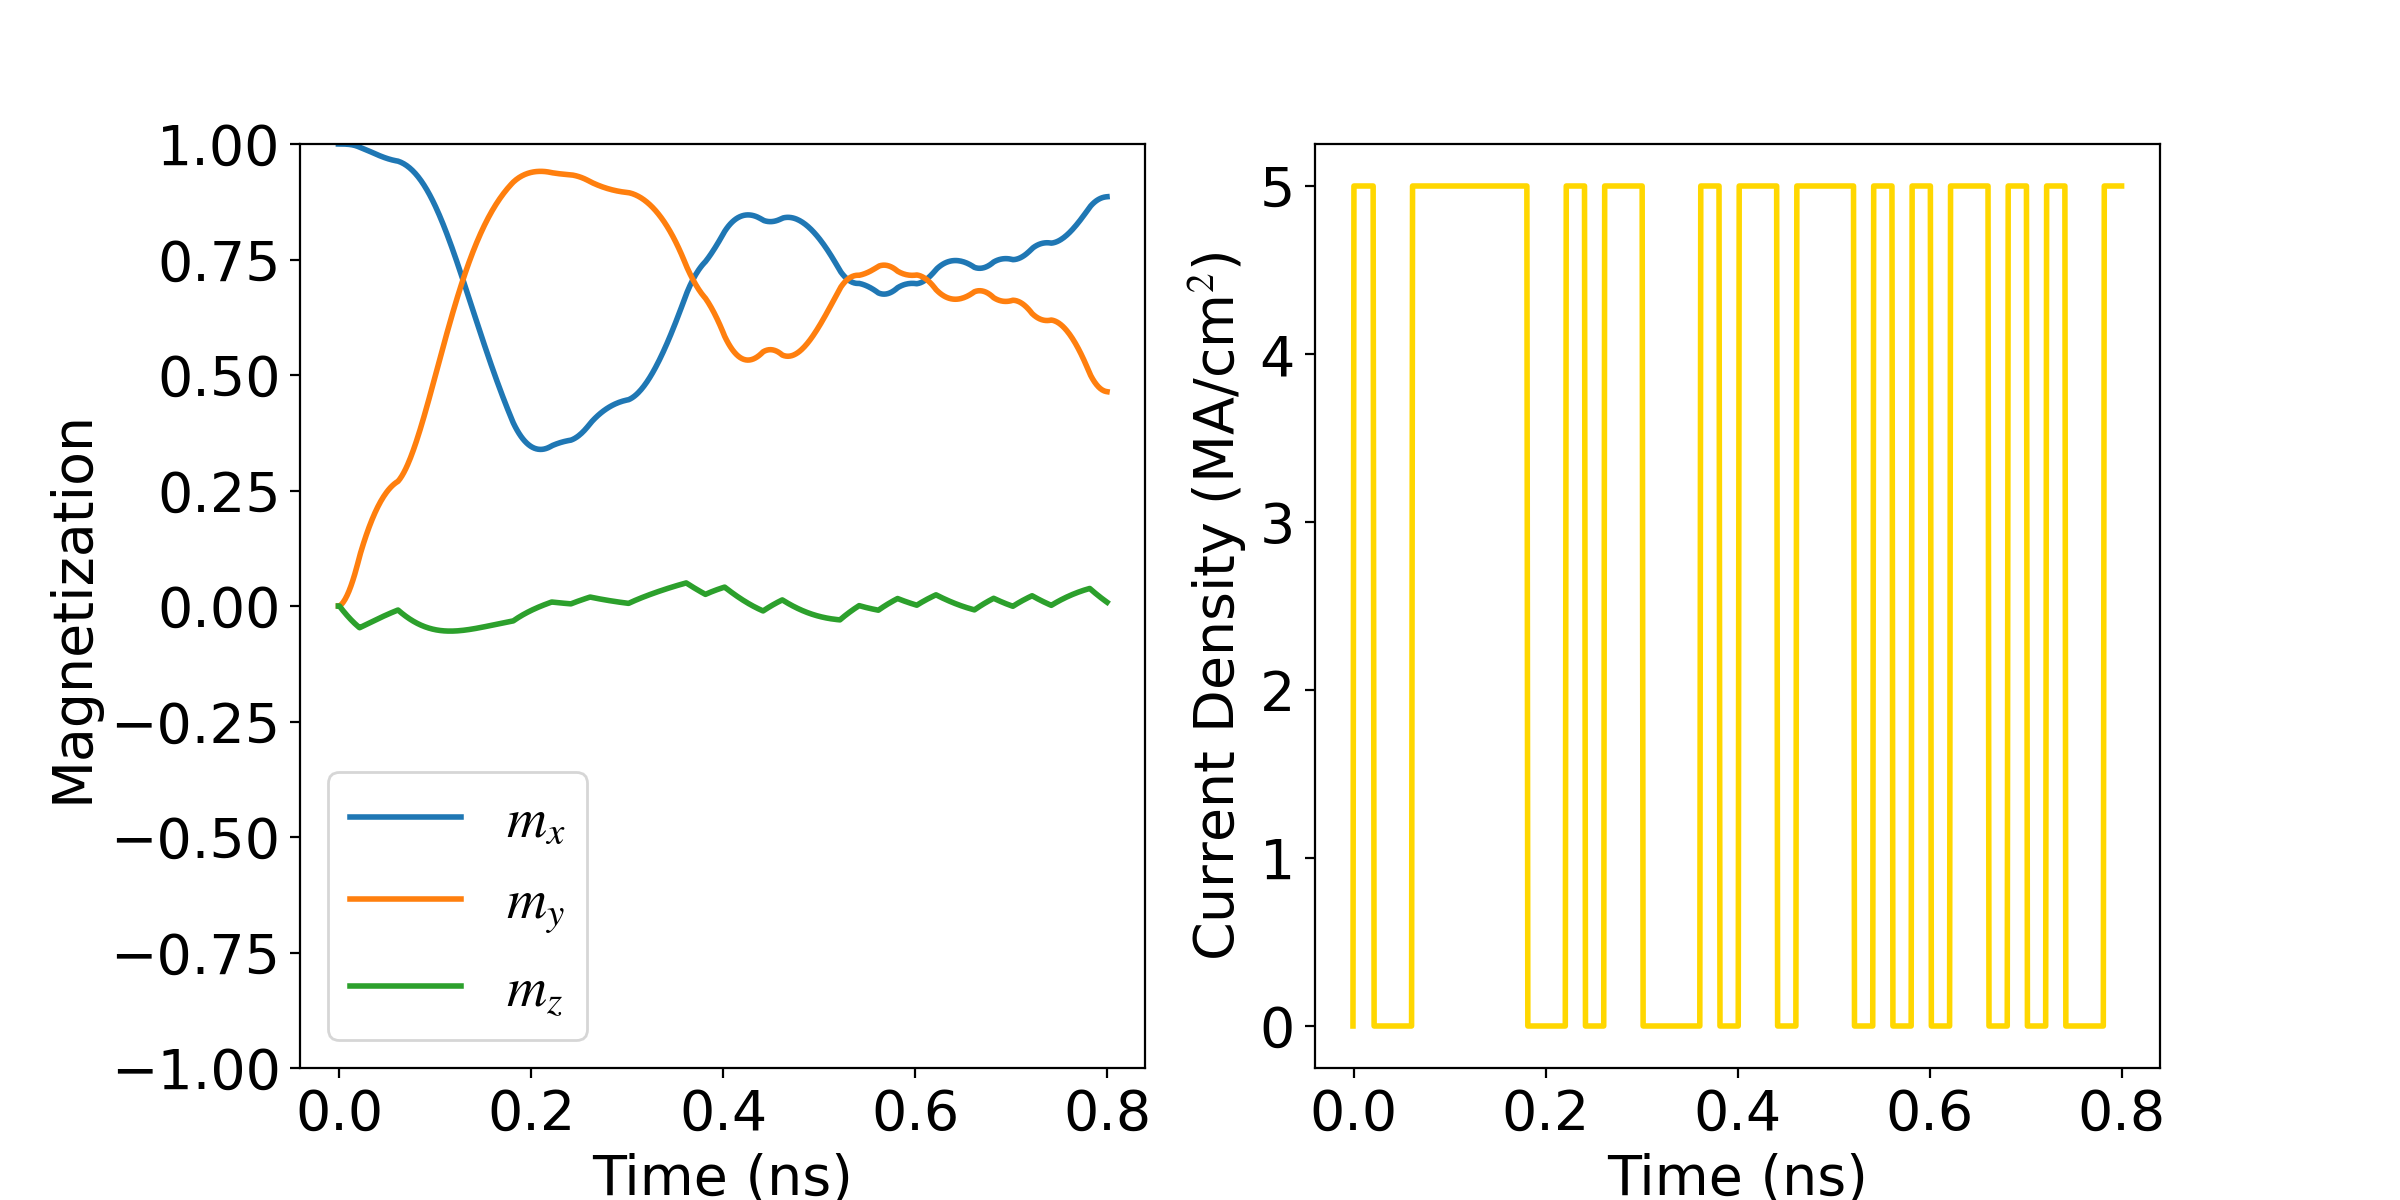 Magnetization
1.00
0.75
0.50
0.25
0.00
−0.25
−0.50
−0.75
−1.00
m_x
m_y
m_z
0.0 0.2 0.4 0.6 0.8
Time (ns)
Current Density (MA/cm²)
5
4
3
2
1
0
0.0 0.2 0.4 0.6 0.8
Time (ns)